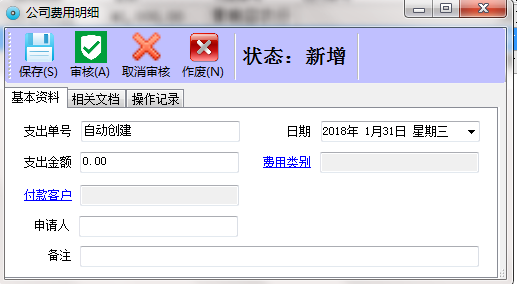 公司费用明细
保存(S) 审核(A) 取消审核 作废(N) 状态：新增
基本资料 相关文档 操作记录
支出单号 自动创建 日期 2018年 1月31日 星期三
支出金额 0.00 费用类别
付款客户
申请人
备注